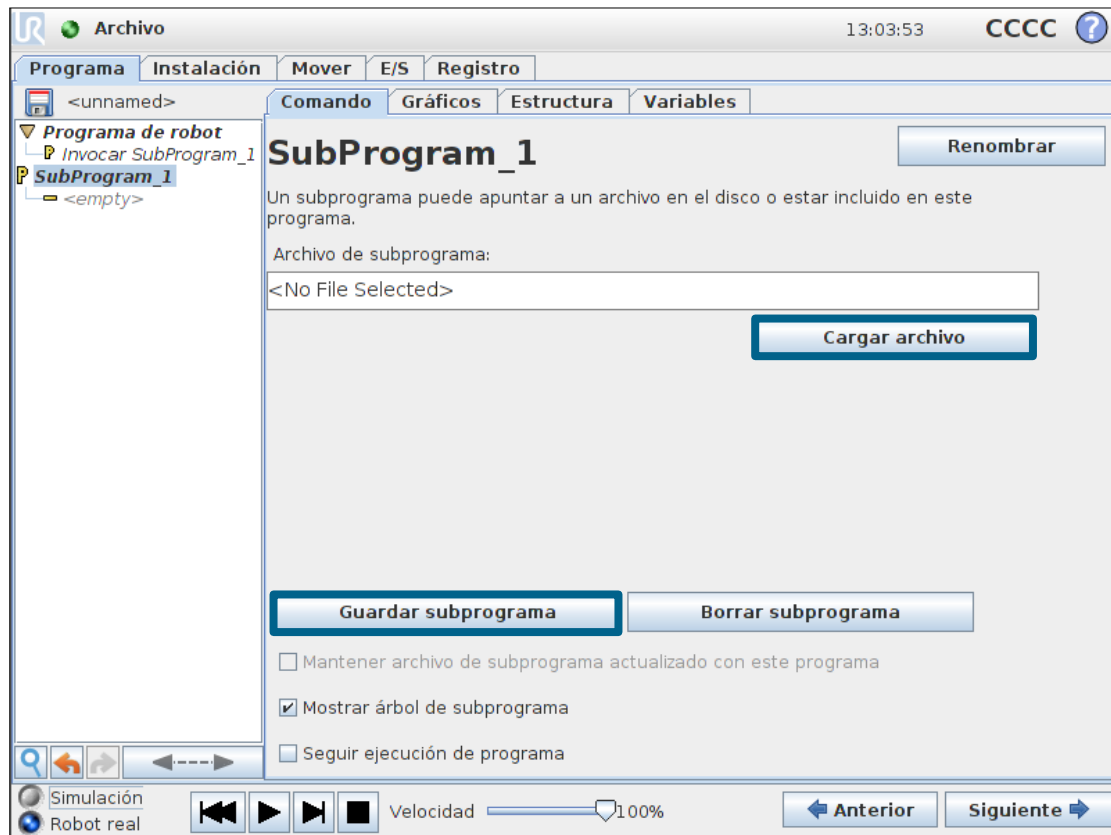 UR Archivo 13:03:53 CCCC ?
Programa Instalación Mover E/S Registro
<unnamed> Comando Gráficos Estructura Variables
Programa de robot
P Invocar SubProgram_1
P SubProgram_1
<empty>
SubProgram_1 Renombrar
Un subprograma puede apuntar a un archivo en el disco o estar incluido en este
programa.
Archivo de subprograma:
<No File Selected>
Cargar archivo
Guardar subprograma Borrar subprograma
Mantener archivo de subprograma actualizado con este programa
Mostrar árbol de subprograma
Seguir ejecución de programa
Simulación
Robot real
Velocidad 100% Anterior Siguiente